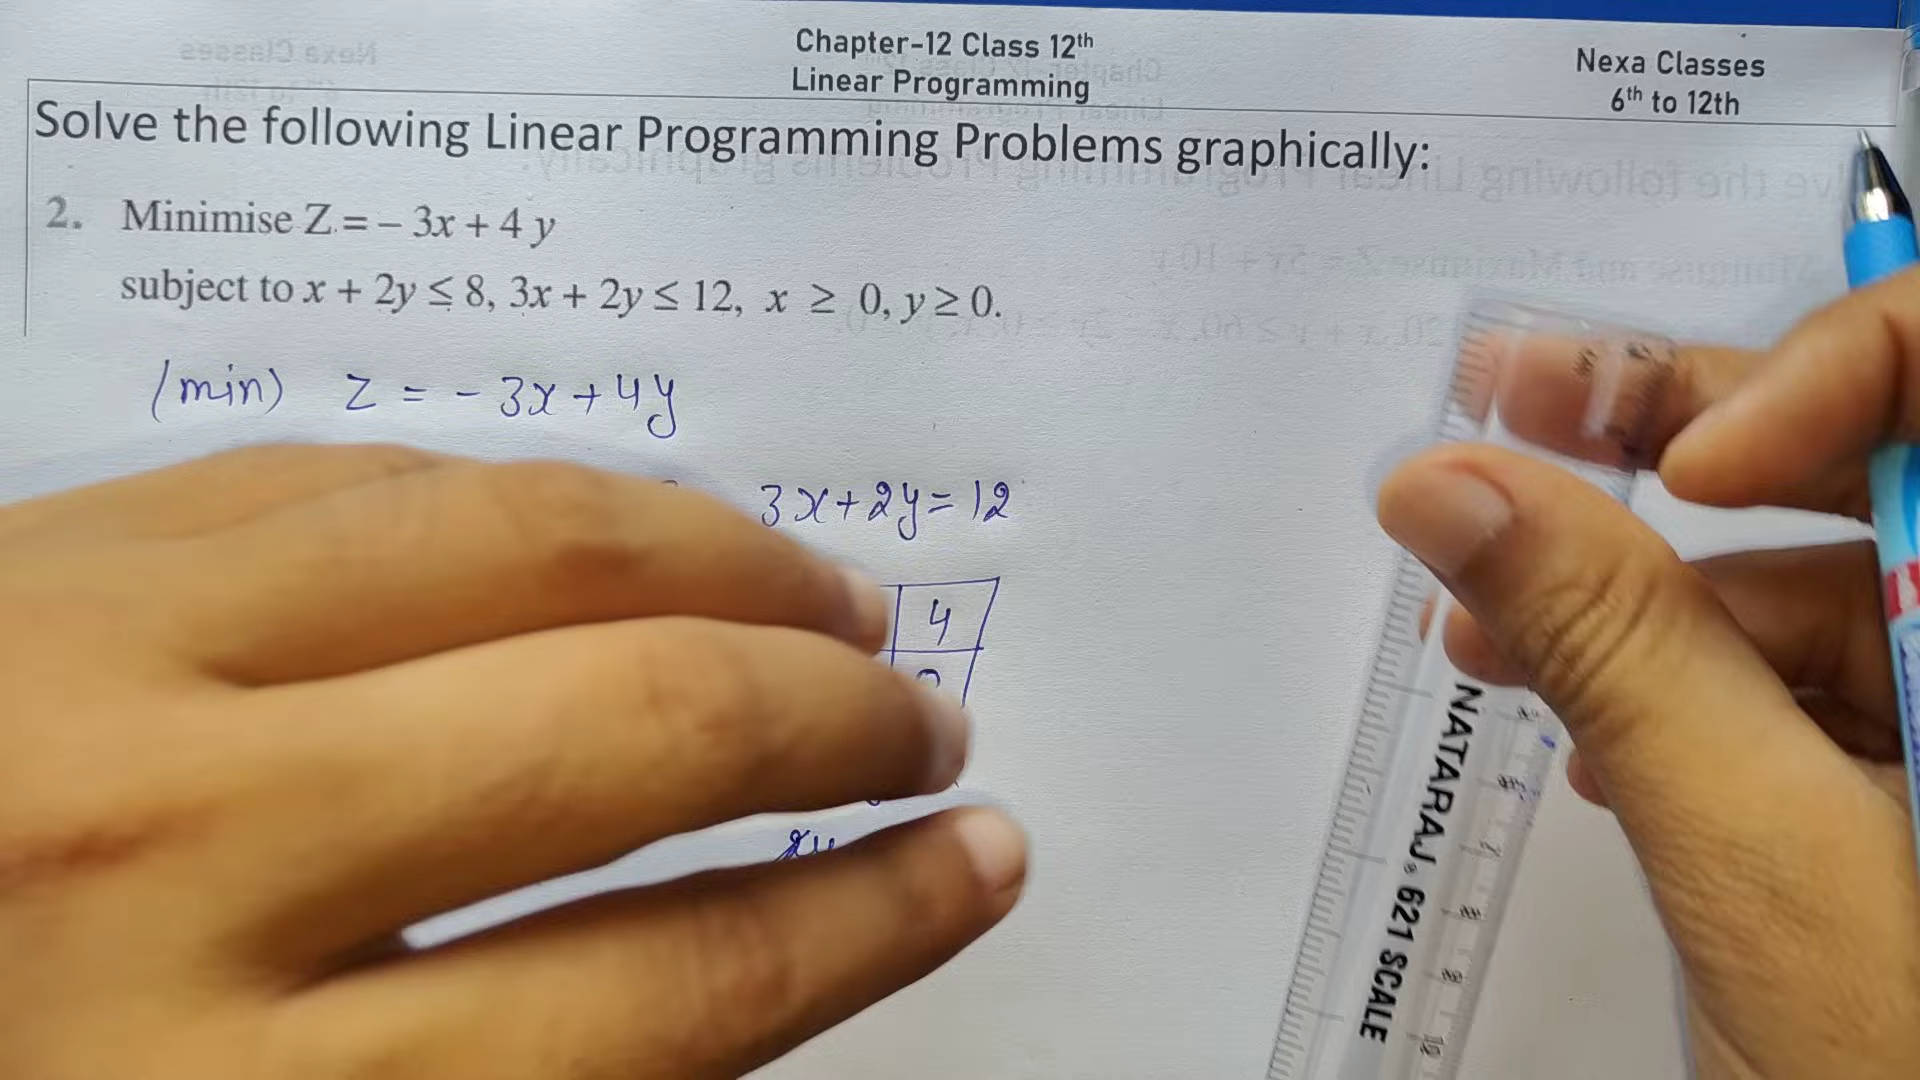 Chapter-12 Class 12th
Linear Programming
Nexa Classes
6th to 12th
Solve the following Linear Programming Problems graphically:
2. Minimise Z = – 3x + 4 y
subject to x + 2y ≤ 8, 3x + 2y ≤ 12, x ≥ 0, y ≥ 0.
(min) Z = - 3x + 4y
3x + 2y = 12
4
NATARAJ 621 SCALE